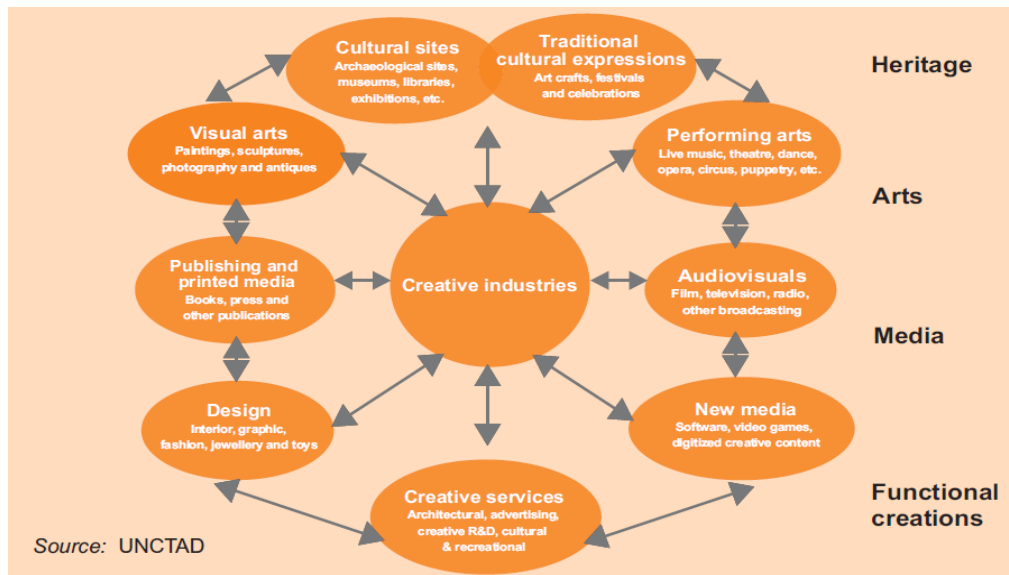 Cultural sites
Archaeological sites,
museums, libraries,
exhibitions, etc.
Traditional
cultural expressions
Art crafts, festivals
and celebrations
Heritage
Visual arts
Paintings, sculptures,
photography and antiques
Performing arts
Live music, theatre, dance,
opera, circus, puppetry, etc.
Arts
Publishing and
printed media
Books, press and
other publications
Creative industries
Audiovisuals
Film, television, radio,
other broadcasting
Media
Design
Interior, graphic,
fashion, jewellery and toys
New media
Software, video games,
digitized creative content
Creative services
Architectural, advertising,
creative R&D, cultural
& recreational
Functional
creations
Source: UNCTAD